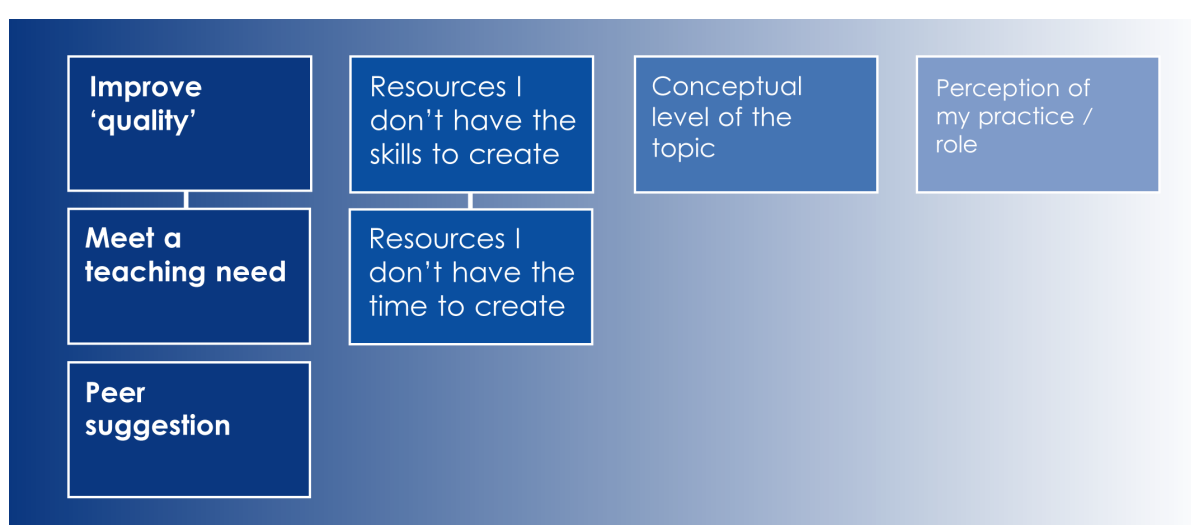 Improve
‘quality’
Meet a
teaching need
Peer
suggestion
Resources I
don’t have the
skills to create
Resources I
don’t have the
time to create
Conceptual
level of the
topic
Perception of
my practice /
role